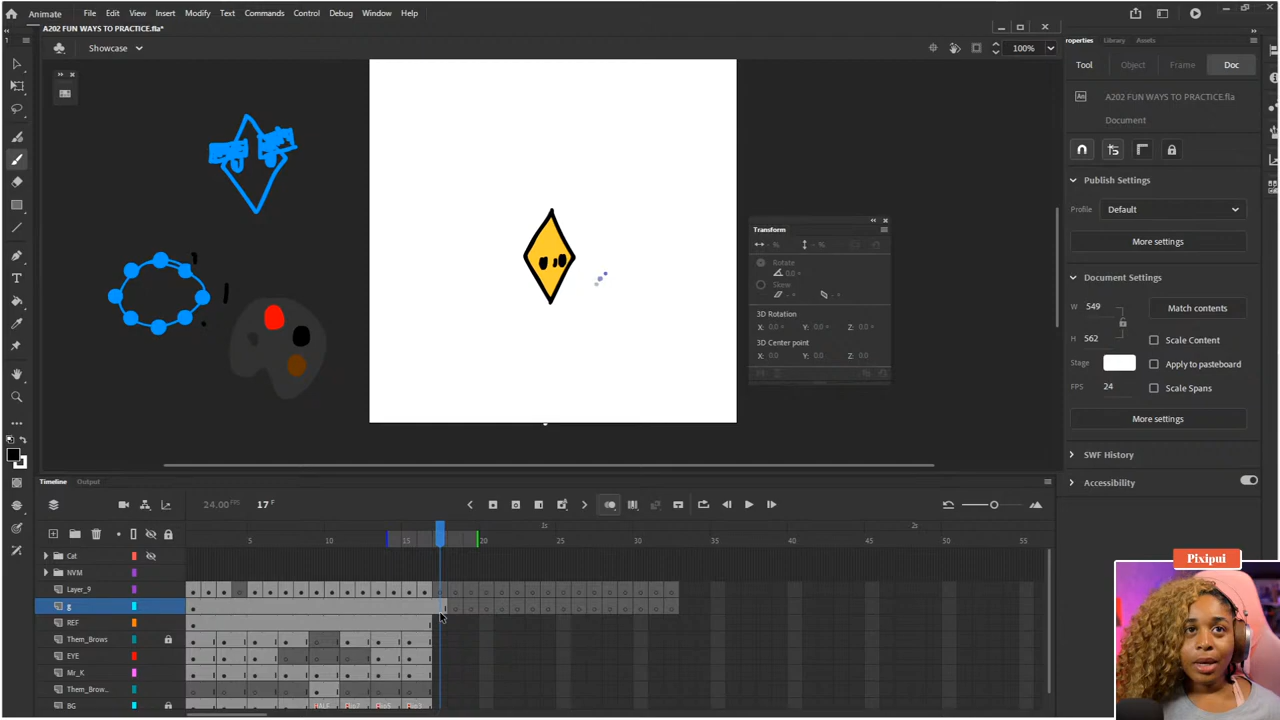 Animate File Edit View Insert Modify Text Commands Control Debug Window Help
A202 FUN WAYS TO PRACTICE.fla*
Showcase
100%
roperties Library Assets
Tool Object Frame Doc
An A202 FUN WAYS TO PRACTICE.fla
Document
Publish Settings
Profile Default
More settings
Document Settings
W 549 Match contents
H 562 Scale Content
Stage Apply to pasteboard
FPS 24 Scale Spans
More settings
SWF History
Accessibility
Transform
Rotate
0.0 °
Skew
3D Rotation
X: 0.0 ° Y: 0.0 ° Z: 0.0 °
3D Center point
X: 0.0 Y: 0.0 Z: 0.0
Timeline Output
24.00 FPS 17 F
1s 2s
5 10 15 20 25 30 35 40 45 50 55
Cat
NVM
Layer_9
g
REF
Them_Brows
EYE
Mr_K
Them_Brow...
BG
HALF
Pixipui